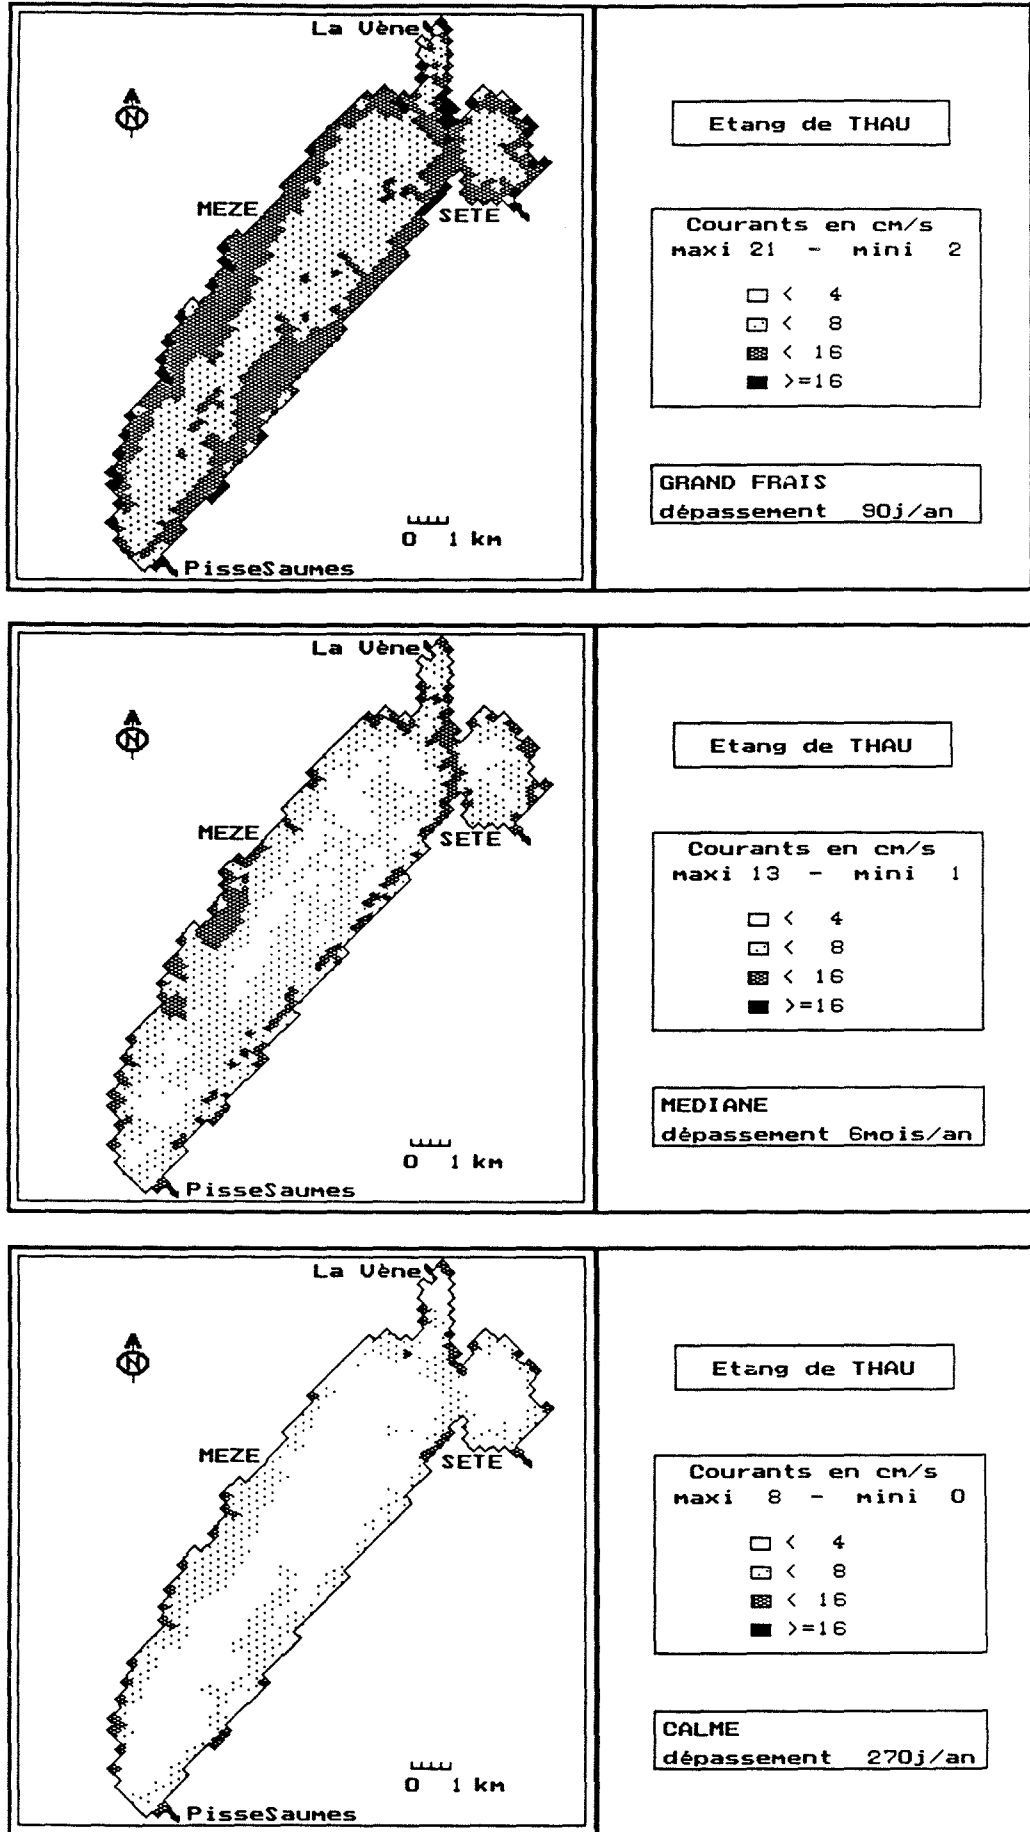 La Vène
N
MEZE
SETE
0 1 km
PisseSaumes
Etang de THAU
Courants en cm/s
maxi 21 - mini 2
< 4
< 8
< 16
>=16
GRAND FRAIS
dépassement 90j/an
La Vène
N
MEZE
SETE
0 1 km
PisseSaumes
Etang de THAU
Courants en cm/s
maxi 13 - mini 1
< 4
< 8
< 16
>=16
MEDIANE
dépassement 6mois/an
La Vène
N
MEZE
SETE
0 1 km
PisseSaumes
Etang de THAU
Courants en cm/s
maxi 8 - mini 0
< 4
< 8
< 16
>=16
CALME
dépassement 270j/an